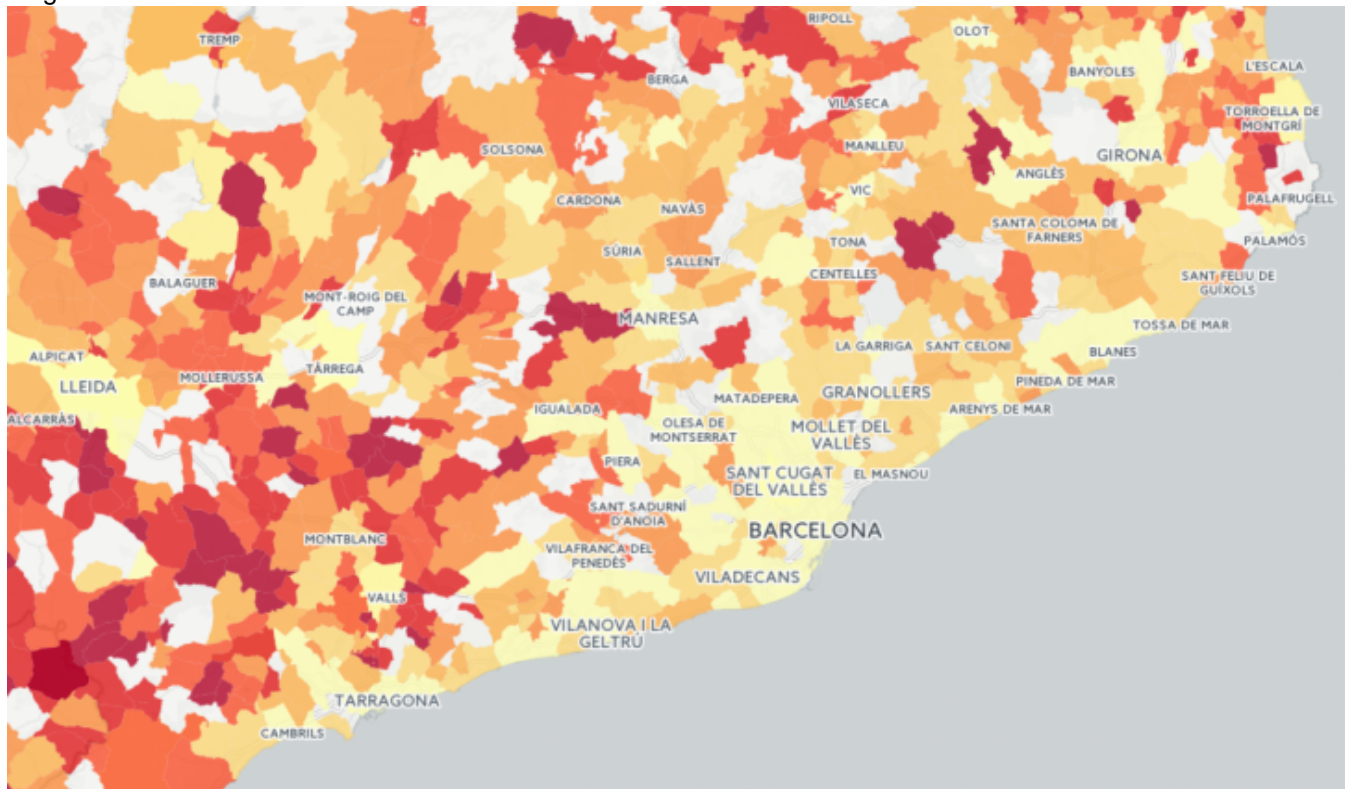 RIPOLL
TREMP
OLOT
BERGA
BANYOLES
L'ESCALA
VILASECA
TORROELLA DE
MONTGRÍ
SOLSONA
MANLLEU
GIRONA
ANGLÈS
CARDONA
NAVÀS
VIC
PALAFRUGELL
SANTA COLOMA DE
FARNERS
SÚRIA
SALLENT
TONA
PALAMÓS
BALAGUER
CENTELLES
SANT FELIU DE
GUÍXOLS
MONT-ROIG DEL
CAMP
MANRESA
TOSSA DE MAR
ALPICAT
LA GARRIGA
SANT CELONI
BLANES
LLEIDA
MOLLERUSSA
TÀRREGA
PINEDA DE MAR
MATADEPERA
GRANOLLERS
ALCARRÀS
IGUALADA
ARENYS DE MAR
OLESA DE
MONTSERRAT
MOLLET DEL
VALLÈS
PIERA
SANT CUGAT
DEL VALLÈS
EL MASNOU
SANT SADURNÍ
D'ANOIA
BARCELONA
MONTBLANC
VILAFRANCA DEL
PENEDÈS
VILADECANS
VALLS
VILANOVA I LA
GELTRÚ
TARRAGONA
CAMBRILS